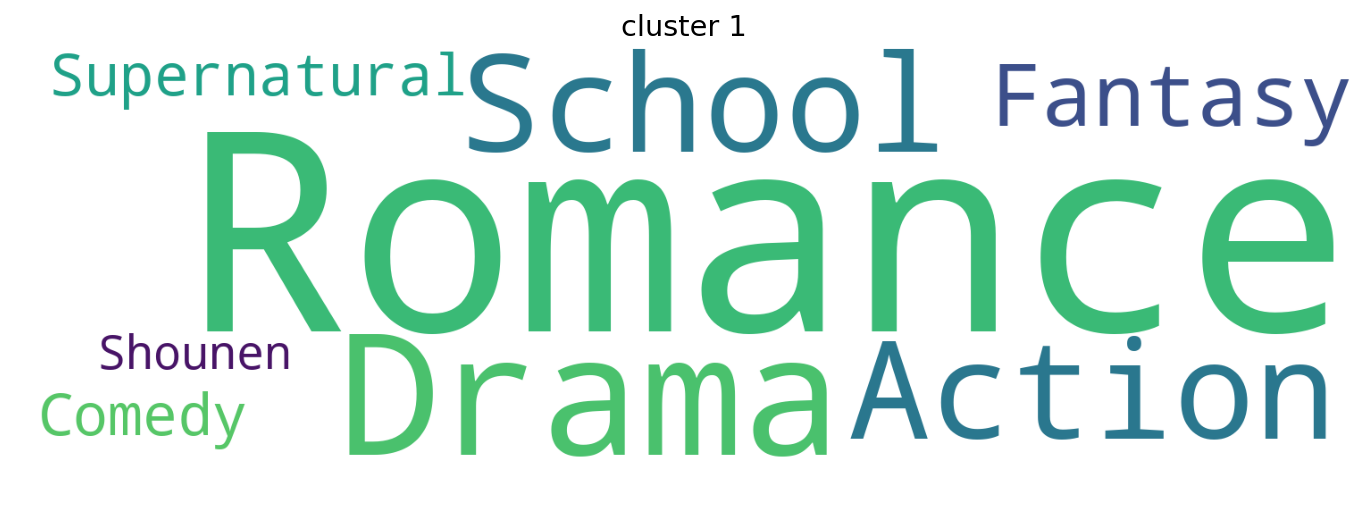 cluster 1
Supernatural School Fantasy
Romance
Shounen Drama Action
Comedy